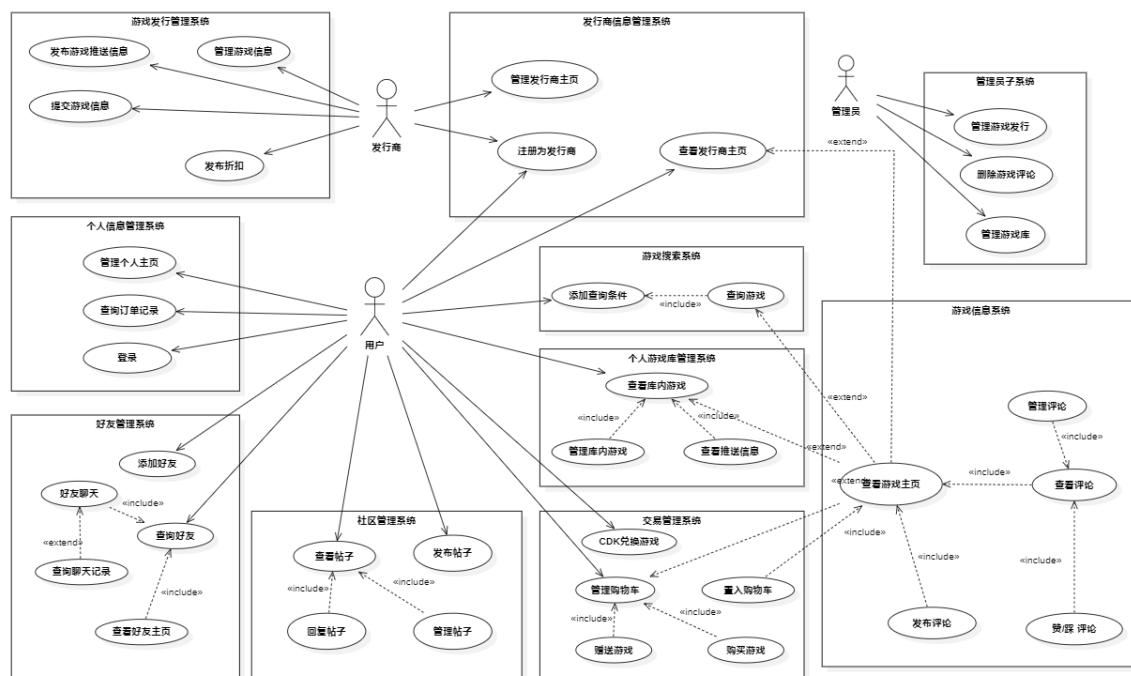 游戏发行管理系统
发布游戏推送信息
管理游戏信息
提交游戏信息
发布折扣
发行商
发行商信息管理系统
管理发行商主页
注册为发行商
查看发行商主页
管理员
«extend»
管理员子系统
管理游戏发行
删除游戏评论
管理游戏库
个人信息管理系统
管理个人主页
查询订单记录
登录
用户
游戏搜索系统
添加查询条件
«include»
查询游戏
个人游戏库管理系统
查看库内游戏
«include»
«include»
管理库内游戏
查看推送信息
«extend»
«extend»
«extend»
游戏信息系统
管理评论
«include»
查看游戏主页
«include»
查看评论
«include»
«include»
«include»
发布评论
赞/踩 评论
好友管理系统
添加好友
好友聊天
«include»
查询好友
«extend»
查询聊天记录
«include»
查看好友主页
社区管理系统
查看帖子
发布帖子
«include»
«include»
回复帖子
管理帖子
交易管理系统
CDK兑换游戏
管理购物车
置入购物车
«include»
«include»
赠送游戏
购买游戏